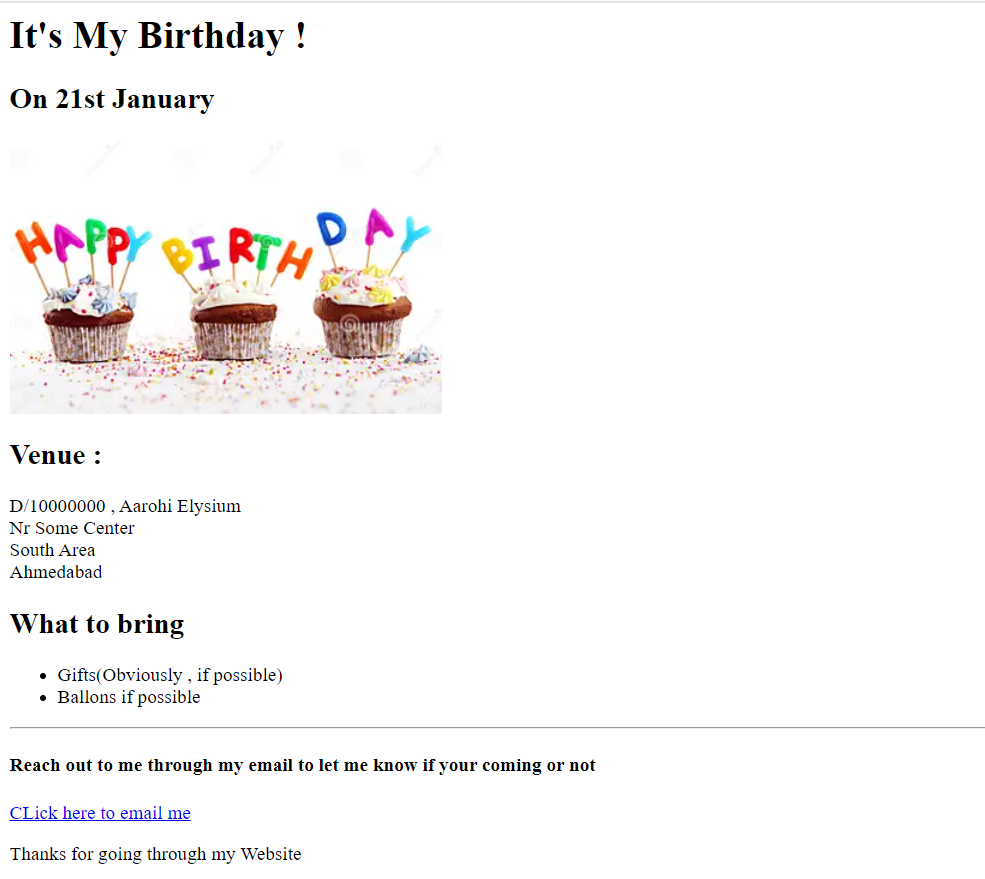 It's My Birthday !
On 21st January
HAPPY BIRTH DAY
Venue :
D/10000000 , Aarohi Elysium
Nr Some Center
South Area
Ahmedabad
What to bring
Gifts(Obviously , if possible)
Ballons if possible
Reach out to me through my email to let me know if your coming or not
CLick here to email me
Thanks for going through my Website